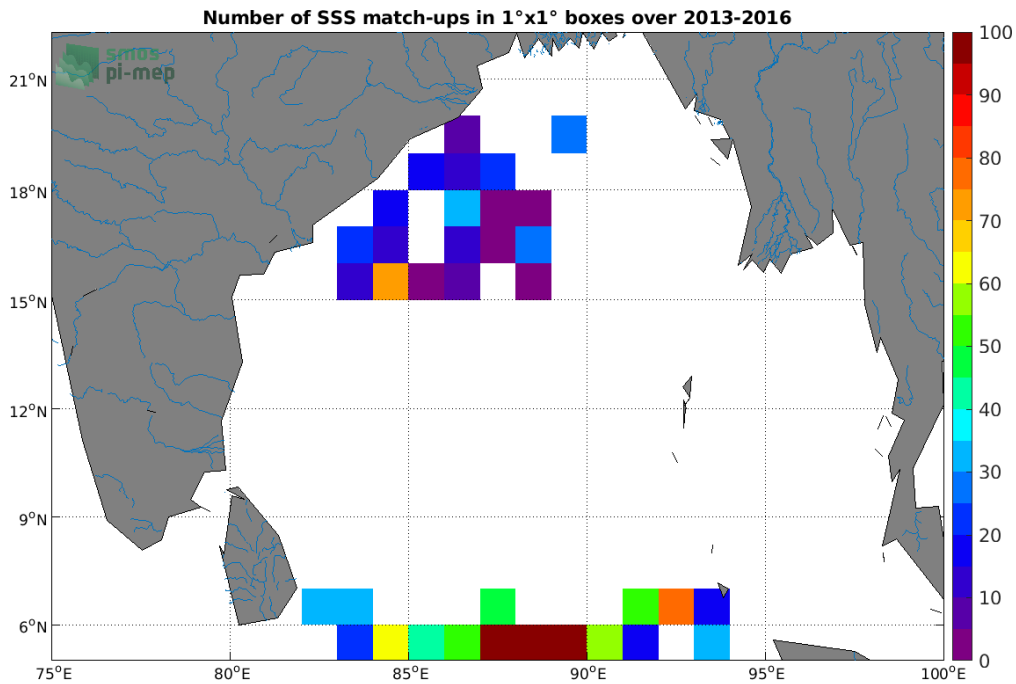 Number of SSS match-ups in 1°x1° boxes over 2013-2016
smos
pi-mep
21°N
18°N
15°N
12°N
9°N
6°N
75°E
80°E
85°E
90°E
95°E
100°E
100
90
80
70
60
50
40
30
20
10
0